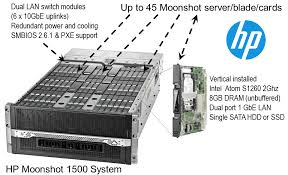 Dual LAN switch modules
(6 x 10GbE uplinks)
Redundant power and cooling
SMBIOS 2.6.1 & PXE support
Up to 45 Moonshot server/blade/cards
hp
Vertical installed
Intel Atom S1260 2Ghz
8GB DRAM (unbuffered)
Dual port 1 GbE LAN
Single SATA HDD or SSD
HP Moonshot 1500 System